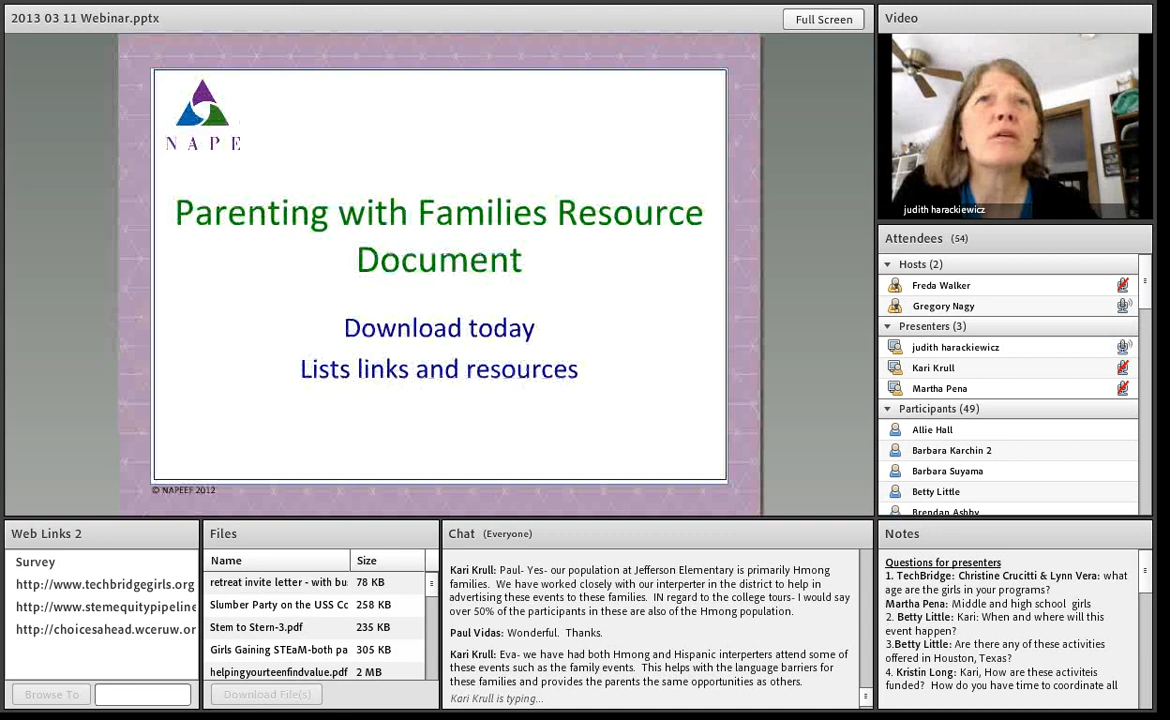 2013 03 11 Webinar.pptx
Full Screen
NAPE
Parenting with Families Resource
Document
Download today
Lists links and resources
© NAPEEF 2012
Video
judith harackiewicz
Attendees (54)
Hosts (2)
Freda Walker
Gregory Nagy
Presenters (3)
judith harackiewicz
Kari Krull
Martha Pena
Participants (49)
Allie Hall
Barbara Karchin 2
Barbara Suyama
Betty Little
Brendan Ashby
Web Links 2
Survey
http://www.techbridgegirls.org
http://www.stemequitypipeline
http://choicesahead.wceruw.or
Browse To
Files
Name Size
retreat invite letter - with bu 78 KB
Slumber Party on the USS Cc 258 KB
Stem to Stern-3.pdf 235 KB
Girls Gaining STEaM-both pa 305 KB
helpingyourteenfindvalue.pdf 2 MB
Download File(s)
Chat (Everyone)
Kari Krull: Paul- Yes- our population at Jefferson Elementary is primarily Hmong
families. We have worked closely with our interperter in the district to help in
advertising these events to these families. IN regard to the college tours- I would say
over 50% of the participants in these are also of the Hmong population.
Paul Vidas: Wonderful. Thanks.
Kari Krull: Eva- we have had both Hmong and Hispanic interperters attend some of
these events such as the family events. This helps with the language barriers for
these families and provides the parents the same opportunities as others.
Kari Krull is typing...
Notes
Questions for presenters
1. TechBridge: Christine Crucitti & Lynn Vera: what
age are the girls in your programs?
Martha Pena: Middle and high school girls
2. Betty Little: Kari: When and where will this
event happen?
3.Betty Little: Are there any of these activities
offered in Houston, Texas?
4. Kristin Long: Kari, How are these activiteis
funded? How do you have time to coordinate all